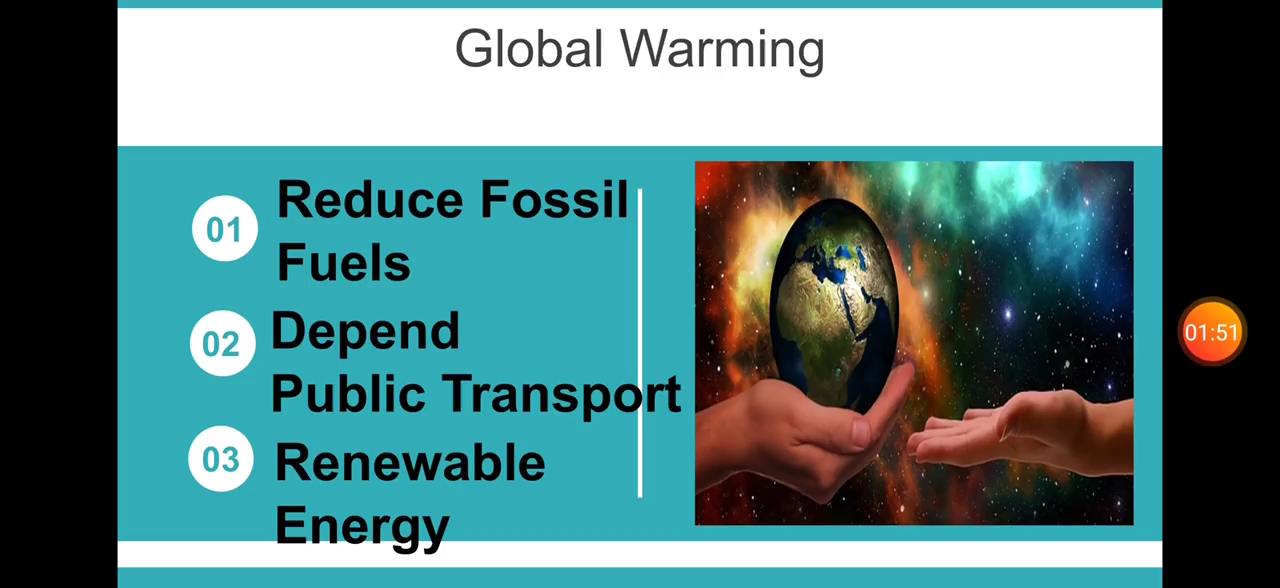 Global Warming
01
Reduce Fossil
Fuels
02
Depend
Public Transport
03
Renewable
Energy
01:51